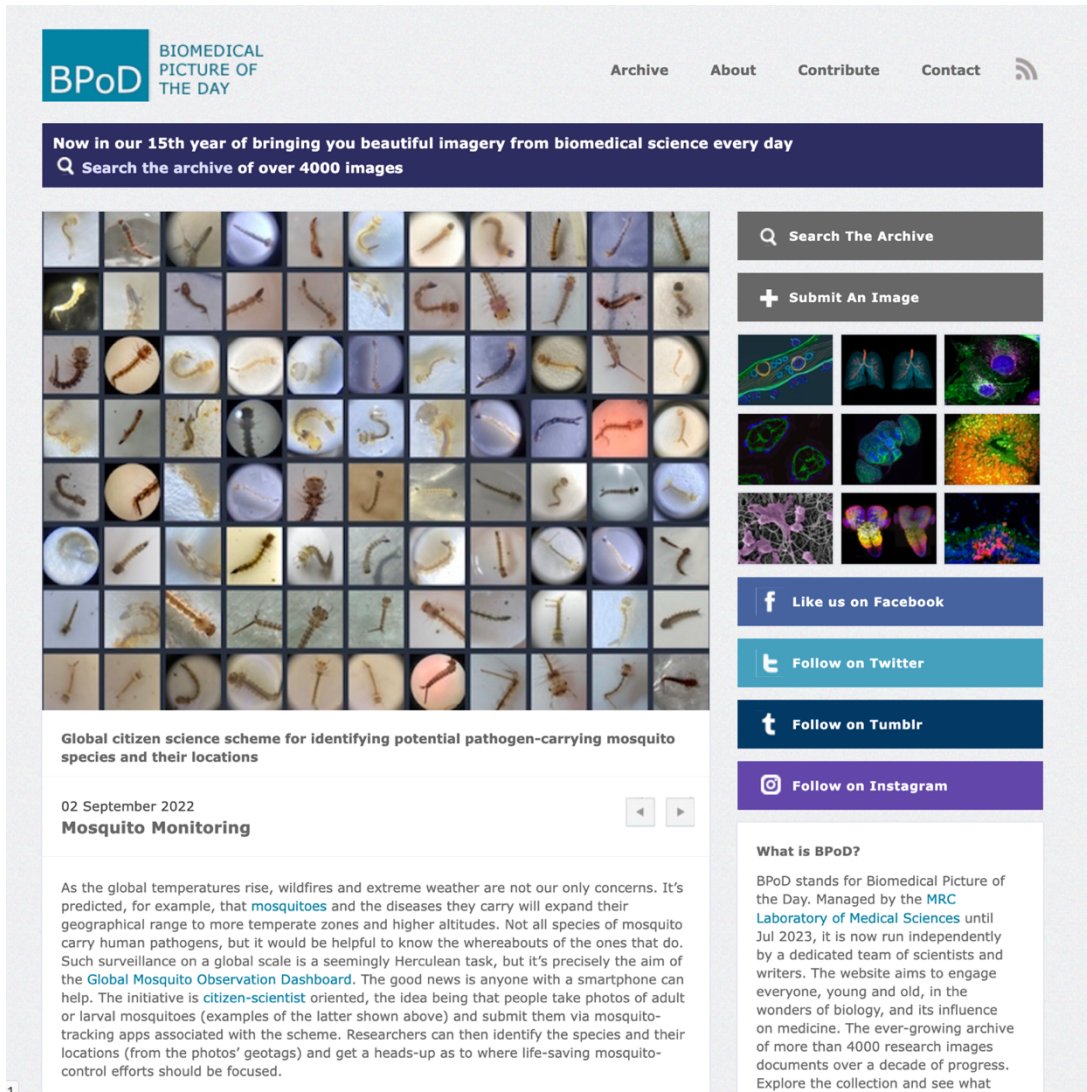 BPoD
BIOMEDICAL
PICTURE OF
THE DAY
Archive
About
Contribute
Contact
Now in our 15th year of bringing you beautiful imagery from biomedical science every day
Search the archive of over 4000 images
Search The Archive
Submit An Image
Like us on Facebook
Follow on Twitter
Follow on Tumblr
Follow on Instagram
Global citizen science scheme for identifying potential pathogen-carrying mosquito
species and their locations
02 September 2022
Mosquito Monitoring
As the global temperatures rise, wildfires and extreme weather are not our only concerns. It’s
predicted, for example, that mosquitoes and the diseases they carry will expand their
geographical range to more temperate zones and higher altitudes. Not all species of mosquito
carry human pathogens, but it would be helpful to know the whereabouts of the ones that do.
Such surveillance on a global scale is a seemingly Herculean task, but it’s precisely the aim of
the Global Mosquito Observation Dashboard. The good news is anyone with a smartphone can
help. The initiative is citizen-scientist oriented, the idea being that people take photos of adult
or larval mosquitoes (examples of the latter shown above) and submit them via mosquito-
tracking apps associated with the scheme. Researchers can then identify the species and their
locations (from the photos’ geotags) and get a heads-up as to where life-saving mosquito-
control efforts should be focused.
What is BPoD?
BPoD stands for Biomedical Picture of
the Day. Managed by the MRC
Laboratory of Medical Sciences until
Jul 2023, it is now run independently
by a dedicated team of scientists and
writers. The website aims to engage
everyone, young and old, in the
wonders of biology, and its influence
on medicine. The ever-growing archive
of more than 4000 research images
documents over a decade of progress.
Explore the collection and see what
1